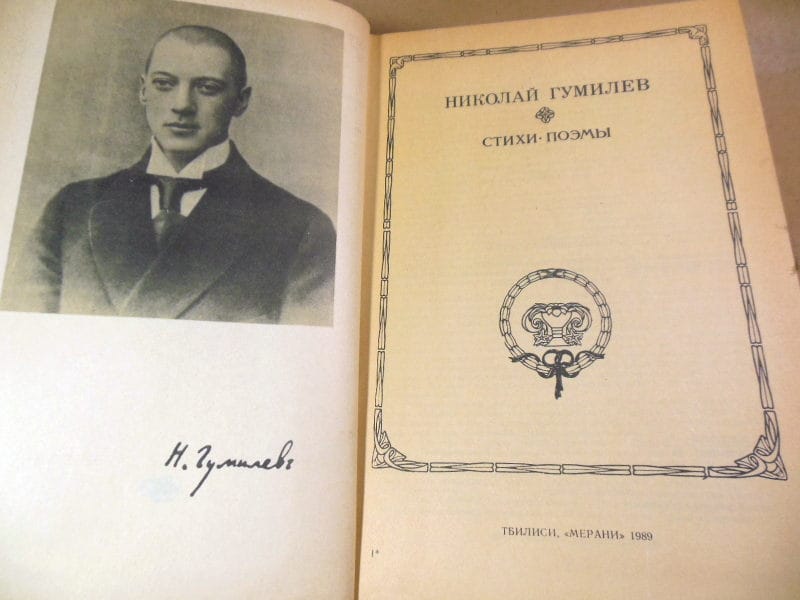 Н. Гумилевъ
НИКОЛАЙ ГУМИЛЕВ
СТИХИ·ПОЭМЫ
ТБИЛИСИ, «МЕРАНИ» 1989
1*